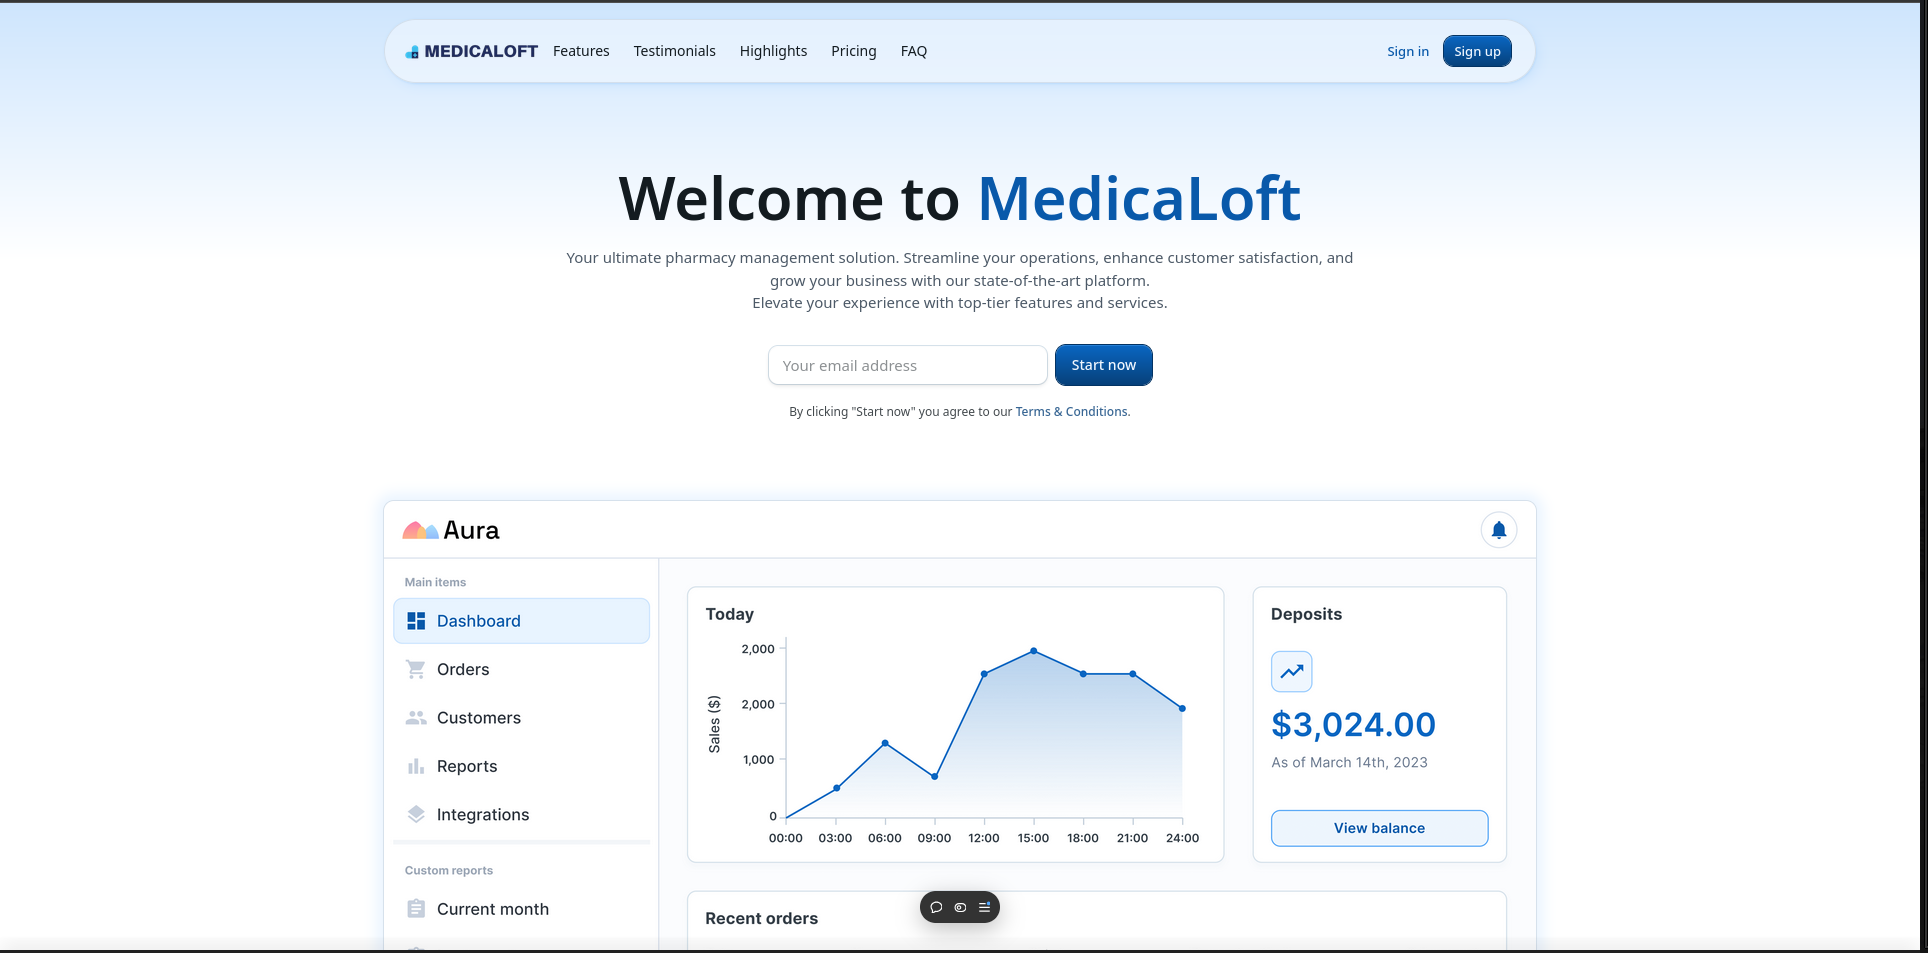 MEDICALOFT Features Testimonials Highlights Pricing FAQ Sign in Sign up
Welcome to MedicaLoft
Your ultimate pharmacy management solution. Streamline your operations, enhance customer satisfaction, and
grow your business with our state-of-the-art platform.
Elevate your experience with top-tier features and services.
Your email address Start now
By clicking "Start now" you agree to our Terms & Conditions.
Aura
Main items
Dashboard
Orders
Customers
Reports
Integrations
Custom reports
Current month
Today
Sales ($)
2,000
2,000
1,000
0
00:00 03:00 06:00 09:00 12:00 15:00 18:00 21:00 24:00
Deposits
$3,024.00
As of March 14th, 2023
View balance
Recent orders